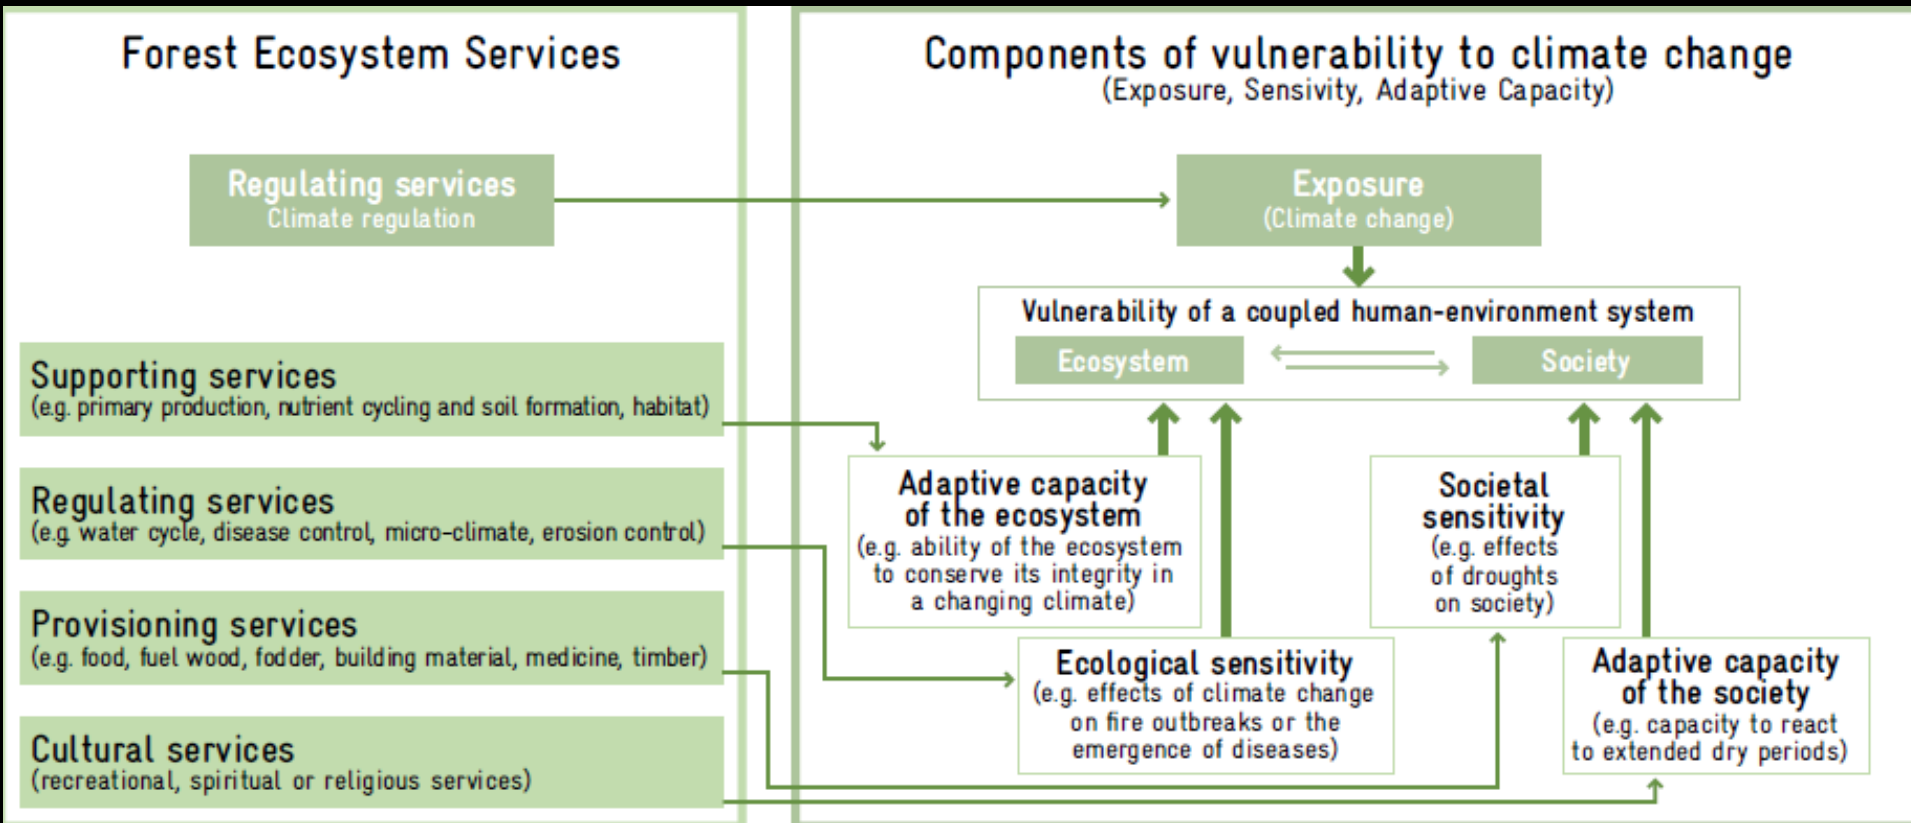 Forest Ecosystem Services
Regulating services
Climate regulation
Supporting services
(e.g. primary production, nutrient cycling and soil formation, habitat)
Regulating services
(e.g. water cycle, disease control, micro-climate, erosion control)
Provisioning services
(e.g. food, fuel wood, fodder, building material, medicine, timber)
Cultural services
(recreational, spiritual or religious services)
Components of vulnerability to climate change
(Exposure, Sensivity, Adaptive Capacity)
Exposure
(Climate change)
Vulnerability of a coupled human-environment system
Ecosystem
Society
Adaptive capacity
of the ecosystem
(e.g. ability of the ecosystem
to conserve its integrity in
a changing climate)
Ecological sensitivity
(e.g. effects of climate change
on fire outbreaks or the
emergence of diseases)
Societal
sensitivity
(e.g. effects
of droughts
on society)
Adaptive capacity
of the society
(e.g. capacity to react
to extended dry periods)